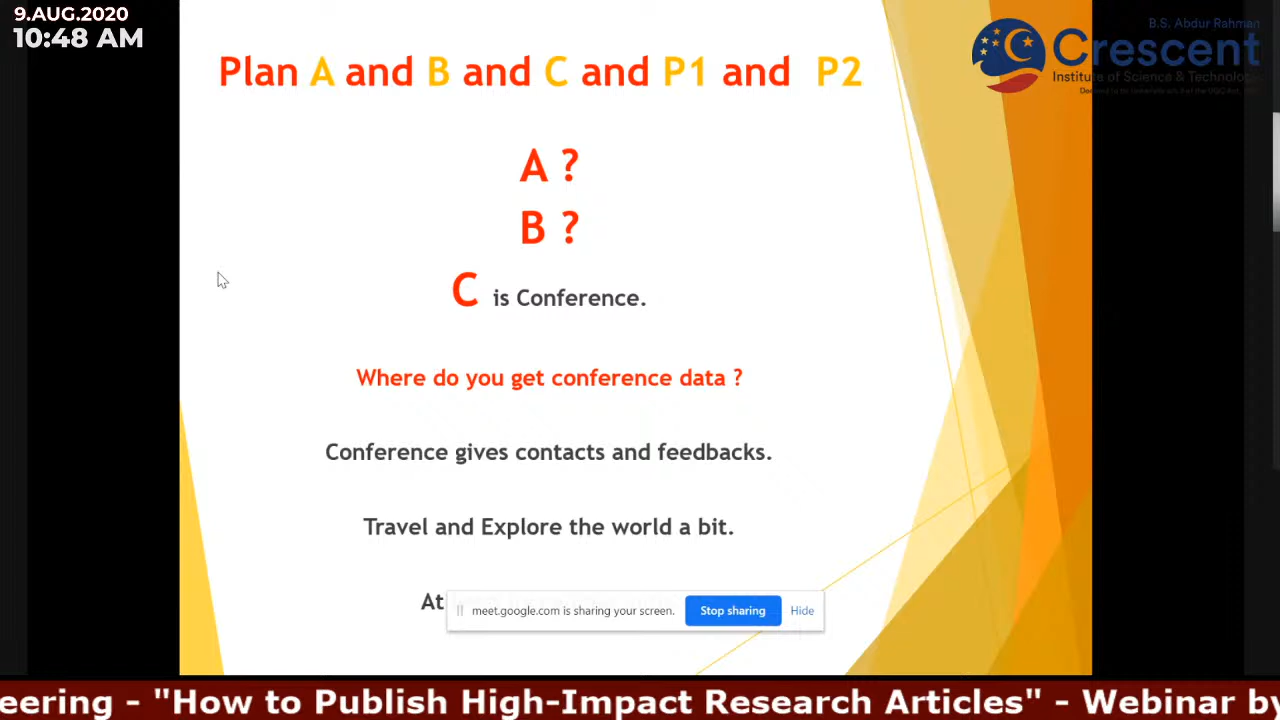 9.AUG.2020
10:48 AM
B.S. Abdur Rahman
Crescent
Institute of Science & Technology
Plan A and B and C and P1 and P2
A ?
B ?
C is Conference.
Where do you get conference data ?
Conference gives contacts and feedbacks.
Travel and Explore the world a bit.
At
meet.google.com is sharing your screen. Stop sharing Hide
eering - "How to Publish High-Impact Research Articles" - Webinar by